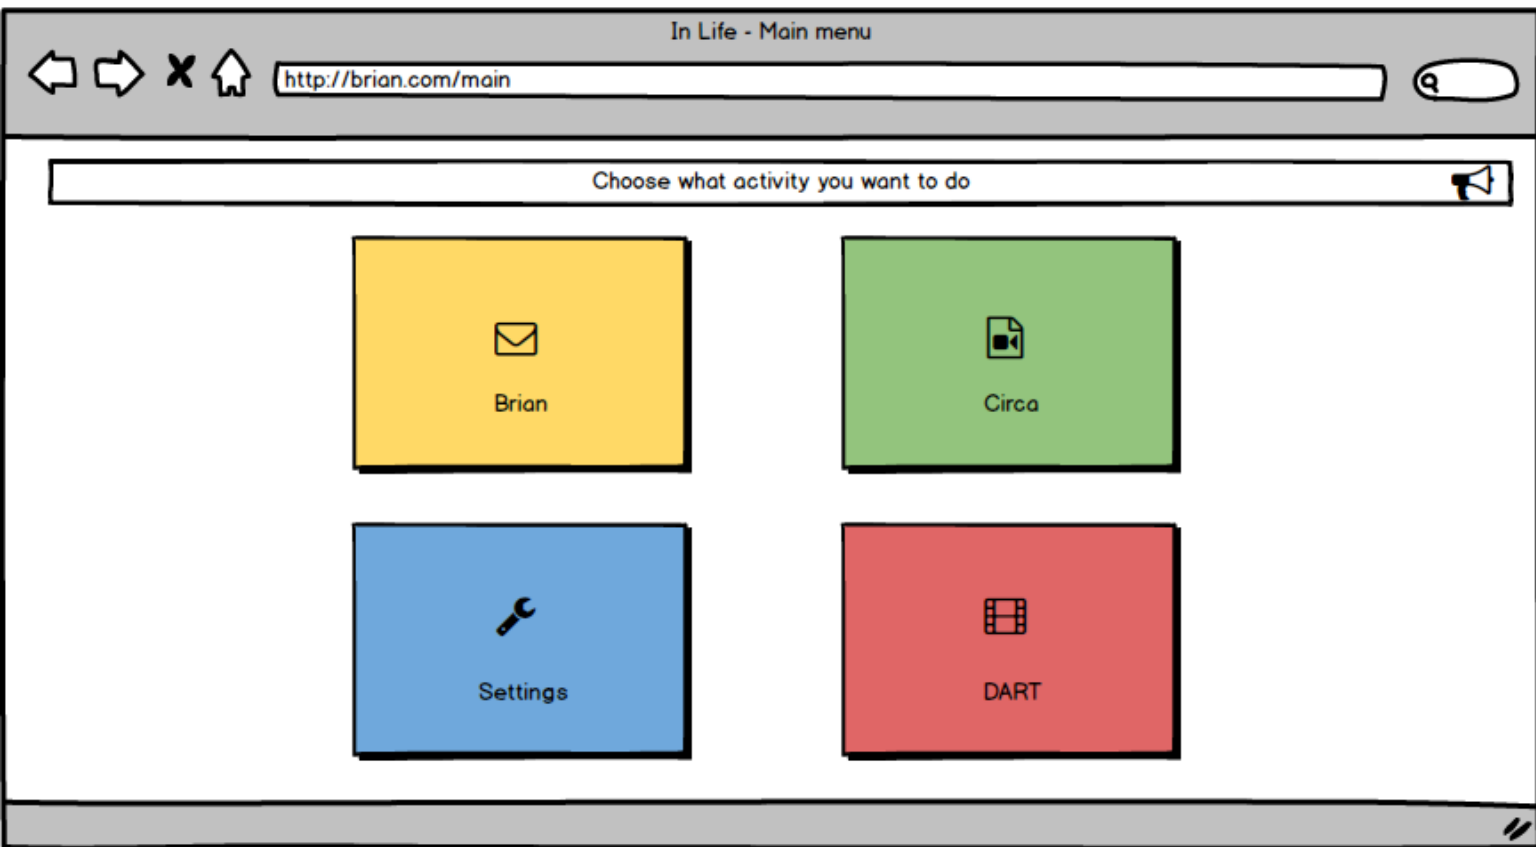 In Life - Main menu
http://brian.com/main
Choose what activity you want to do
Brian
Circa
Settings
DART